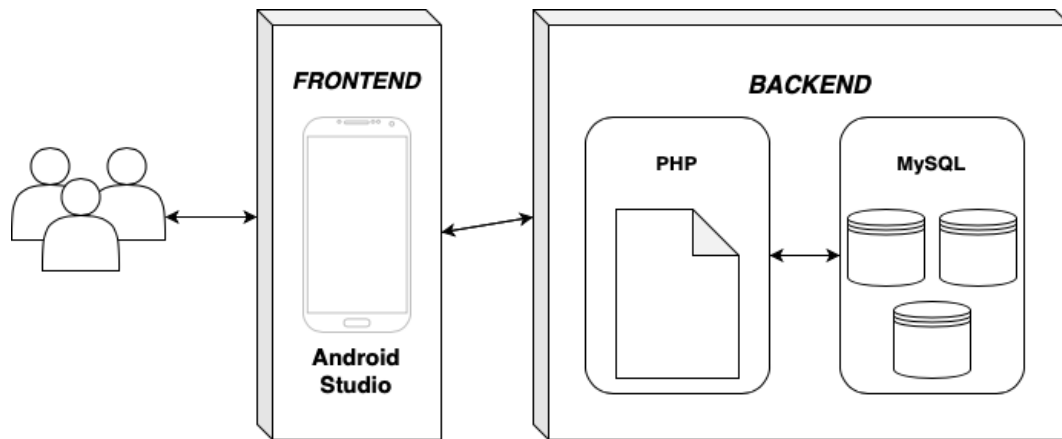 FRONTEND
Android
Studio
BACKEND
PHP
MySQL